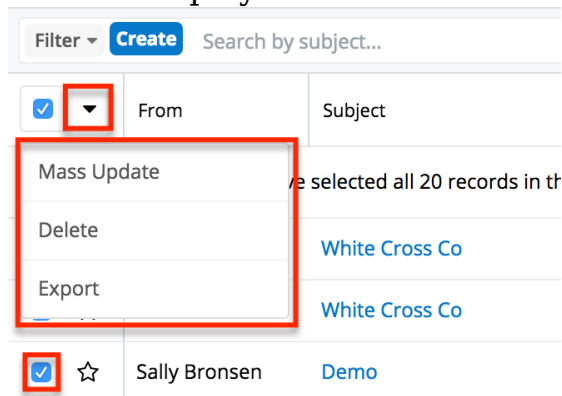 Filter Create Search by subject...
From Subject
Mass Update
selected all 20 records in
Delete
White Cross Co
Export
White Cross Co
Sally Bronsen Demo